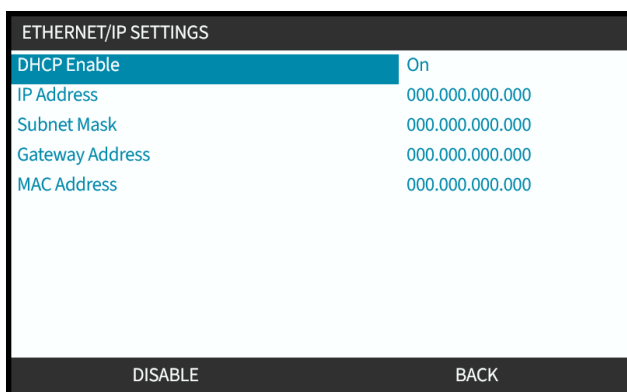 ETHERNET/IP SETTINGS
DHCP Enable On
IP Address 000.000.000.000
Subnet Mask 000.000.000.000
Gateway Address 000.000.000.000
MAC Address 000.000.000.000
DISABLE BACK